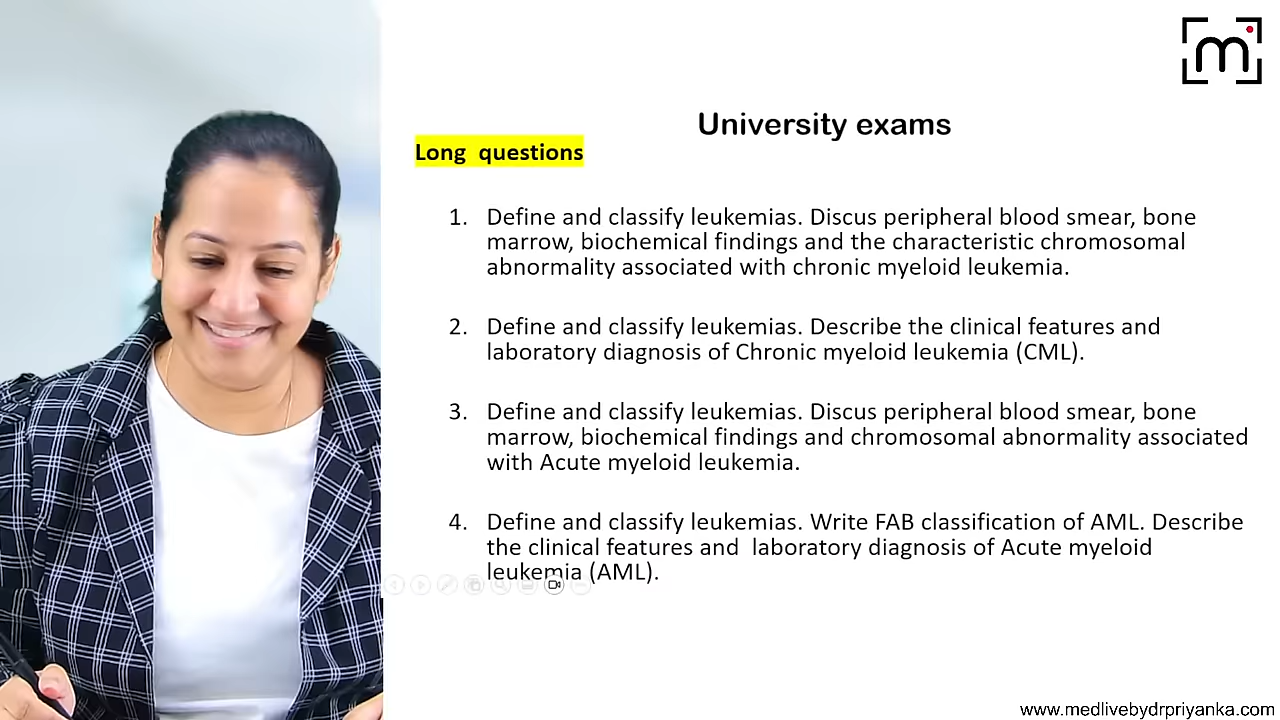 m
University exams
Long questions
1. Define and classify leukemias. Discus peripheral blood smear, bone
marrow, biochemical findings and the characteristic chromosomal
abnormality associated with chronic myeloid leukemia.
2. Define and classify leukemias. Describe the clinical features and
laboratory diagnosis of Chronic myeloid leukemia (CML).
3. Define and classify leukemias. Discus peripheral blood smear, bone
marrow, biochemical findings and chromosomal abnormality associated
with Acute myeloid leukemia.
4. Define and classify leukemias. Write FAB classification of AML. Describe
the clinical features and laboratory diagnosis of Acute myeloid
leukemia (AML).
www.medlivebydrpriyanka.com